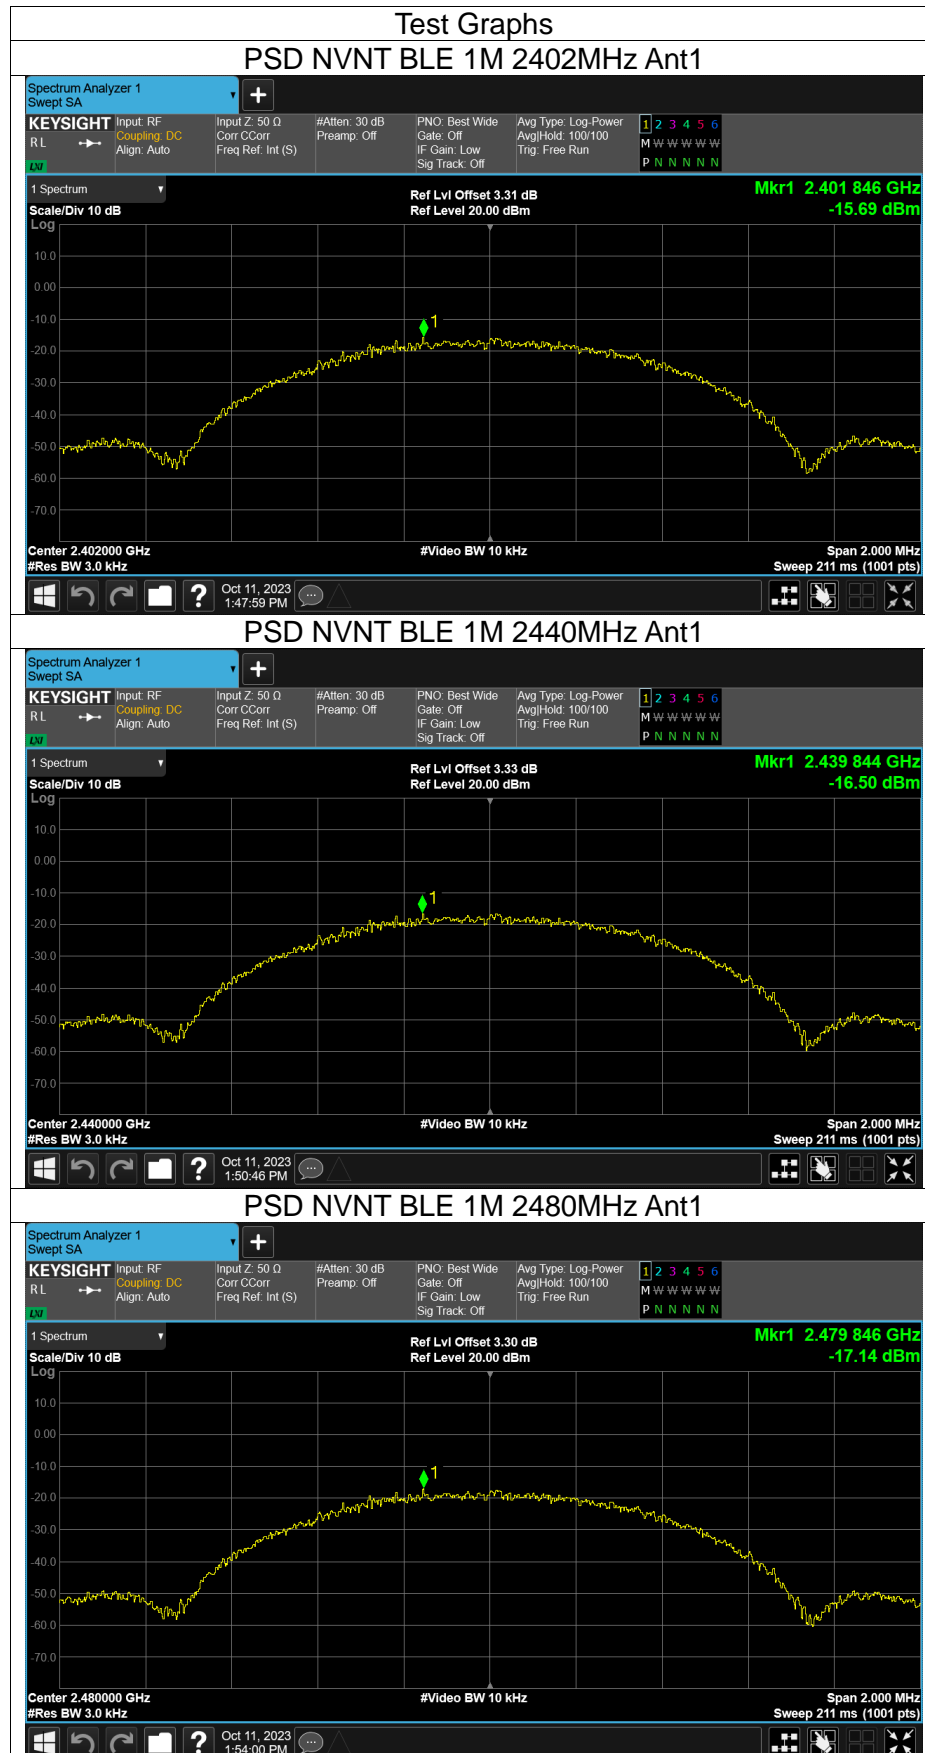 Test Graphs
PSD NVNT BLE 1M 2402MHz Ant1
Spectrum Analyzer 1
Swept SA
+
KEYSIGHT Input: RF Input Z: 50 Ω #Atten: 30 dB PNO: Best Wide Avg Type: Log-Power 1 2 3 4 5 6
RL Coupling: DC Corr CCorr Preamp: Off Gate: Off Avg|Hold: 100/100 M W W W W W
Align: Auto Freq Ref: Int (S) IF Gain: Low Trig: Free Run
LXI Sig Track: Off P N N N N N
1 Spectrum Ref Lvl Offset 3.31 dB Mkr1 2.401 846 GHz
Scale/Div 10 dB Ref Level 20.00 dBm -15.69 dBm
Log
10.0
0.00
-10.0
1
-20.0
-30.0
-40.0
-50.0
-60.0
-70.0
Center 2.402000 GHz #Video BW 10 kHz Span 2.000 MHz
#Res BW 3.0 kHz Sweep 211 ms (1001 pts)
? Oct 11, 2023
1:47:59 PM
PSD NVNT BLE 1M 2440MHz Ant1
Spectrum Analyzer 1
Swept SA
+
KEYSIGHT Input: RF Input Z: 50 Ω #Atten: 30 dB PNO: Best Wide Avg Type: Log-Power 1 2 3 4 5 6
RL Coupling: DC Corr CCorr Preamp: Off Gate: Off Avg|Hold: 100/100 M W W W W W
Align: Auto Freq Ref: Int (S) IF Gain: Low Trig: Free Run
LXI Sig Track: Off P N N N N N
1 Spectrum Ref Lvl Offset 3.33 dB Mkr1 2.439 844 GHz
Scale/Div 10 dB Ref Level 20.00 dBm -16.50 dBm
Log
10.0
0.00
-10.0
1
-20.0
-30.0
-40.0
-50.0
-60.0
-70.0
Center 2.440000 GHz #Video BW 10 kHz Span 2.000 MHz
#Res BW 3.0 kHz Sweep 211 ms (1001 pts)
? Oct 11, 2023
1:50:46 PM
PSD NVNT BLE 1M 2480MHz Ant1
Spectrum Analyzer 1
Swept SA
+
KEYSIGHT Input: RF Input Z: 50 Ω #Atten: 30 dB PNO: Best Wide Avg Type: Log-Power 1 2 3 4 5 6
RL Coupling: DC Corr CCorr Preamp: Off Gate: Off Avg|Hold: 100/100 M W W W W W
Align: Auto Freq Ref: Int (S) IF Gain: Low Trig: Free Run
LXI Sig Track: Off P N N N N N
1 Spectrum Ref Lvl Offset 3.30 dB Mkr1 2.479 846 GHz
Scale/Div 10 dB Ref Level 20.00 dBm -17.14 dBm
Log
10.0
0.00
-10.0
1
-20.0
-30.0
-40.0
-50.0
-60.0
-70.0
Center 2.480000 GHz #Video BW 10 kHz Span 2.000 MHz
#Res BW 3.0 kHz Sweep 211 ms (1001 pts)
? Oct 11, 2023
1:54:00 PM